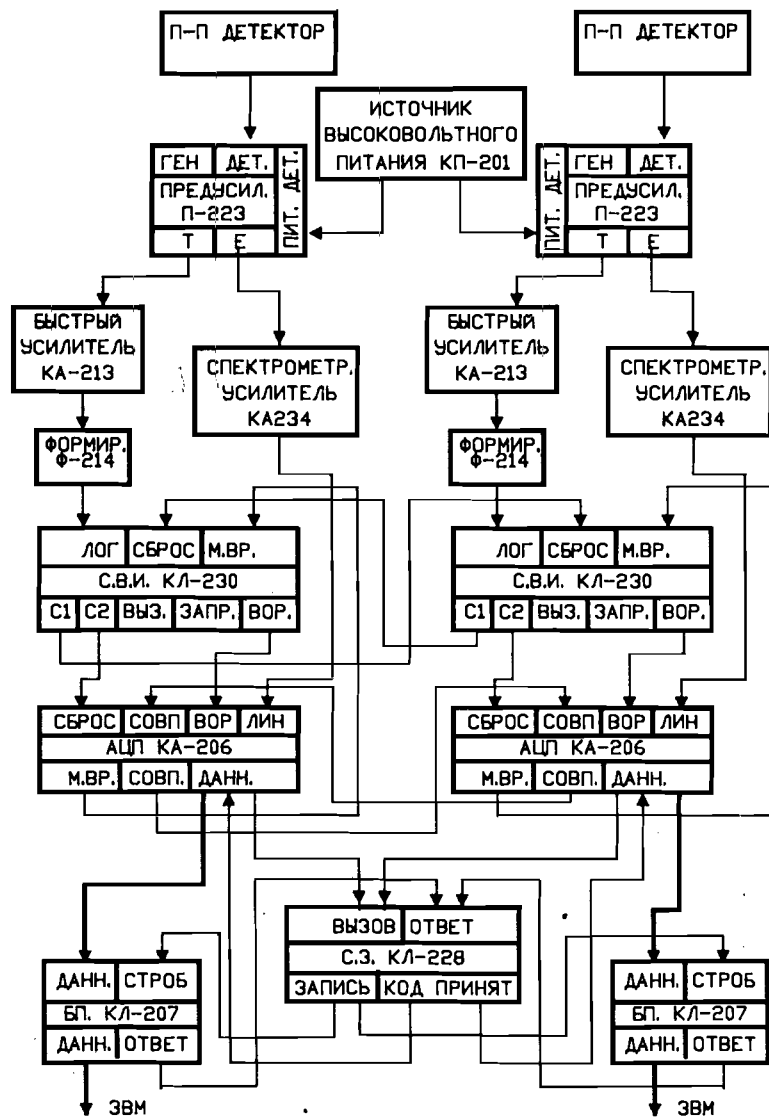 П-П ДЕТЕКТОР
П-П ДЕТЕКТОР
ИСТОЧНИК
ВЫСОКОВОЛЬТНОГО
ПИТАНИЯ КП-201
ГЕН ДЕТ.
ПРЕДУСИЛ.
П-223
Т Е
ПИТ. ДЕТ.
ПИТ. ДЕТ.
ГЕН ДЕТ.
ПРЕДУСИЛ.
П-223
Т Е
БЫСТРЫЙ
УСИЛИТЕЛЬ
КА-213
СПЕКТРОМЕТР.
УСИЛИТЕЛЬ
КА234
БЫСТРЫЙ
УСИЛИТЕЛЬ
КА-213
СПЕКТРОМЕТР.
УСИЛИТЕЛЬ
КА234
ФОРМИР.
Ф-214
ФОРМИР.
Ф-214
ЛОГ СБРОС М.ВР.
С.В.И. КЛ-230
С1 С2 ВЫЗ. ЗАПР. ВОР.
ЛОГ СБРОС М.ВР.
С.В.И. КЛ-230
С1 С2 ВЫЗ. ЗАПР. ВОР.
СБРОС СОВП ВОР ЛИН
АЦП КА-206
М.ВР. СОВП. ДАНН.
СБРОС СОВП ВОР ЛИН
АЦП КА-206
М.ВР. СОВП. ДАНН.
ВЫЗОВ ОТВЕТ
С.З. КЛ-228
ЗАПИСЬ КОД ПРИНЯТ
ДАНН. СТРОБ
БП. КЛ-207
ДАНН. ОТВЕТ
ДАНН. СТРОБ
БП. КЛ-207
ДАНН. ОТВЕТ
ЭВМ
ЭВМ